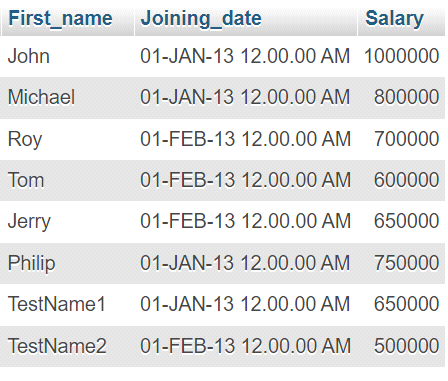 First_name Joining_date Salary
John 01-JAN-13 12.00.00 AM 1000000
Michael 01-JAN-13 12.00.00 AM 800000
Roy 01-FEB-13 12.00.00 AM 700000
Tom 01-FEB-13 12.00.00 AM 600000
Jerry 01-FEB-13 12.00.00 AM 650000
Philip 01-JAN-13 12.00.00 AM 750000
TestName1 01-JAN-13 12.00.00 AM 650000
TestName2 01-FEB-13 12.00.00 AM 500000